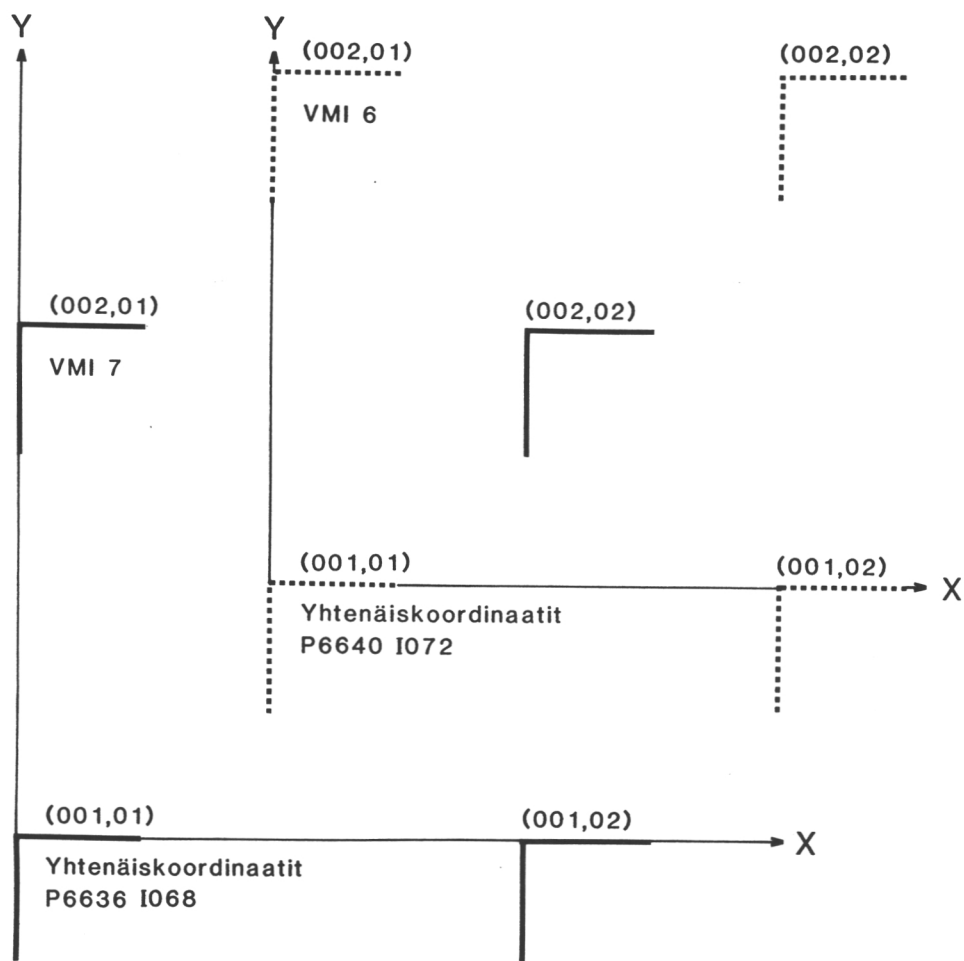 Y
Y
(002,01)
(002,02)
VMI 6
(002,01)
(002,02)
VMI 7
(001,01)
(001,02)
X
Yhtenäiskoordinaatit
P6640 I072
(001,01)
(001,02)
X
Yhtenäiskoordinaatit
P6636 I068